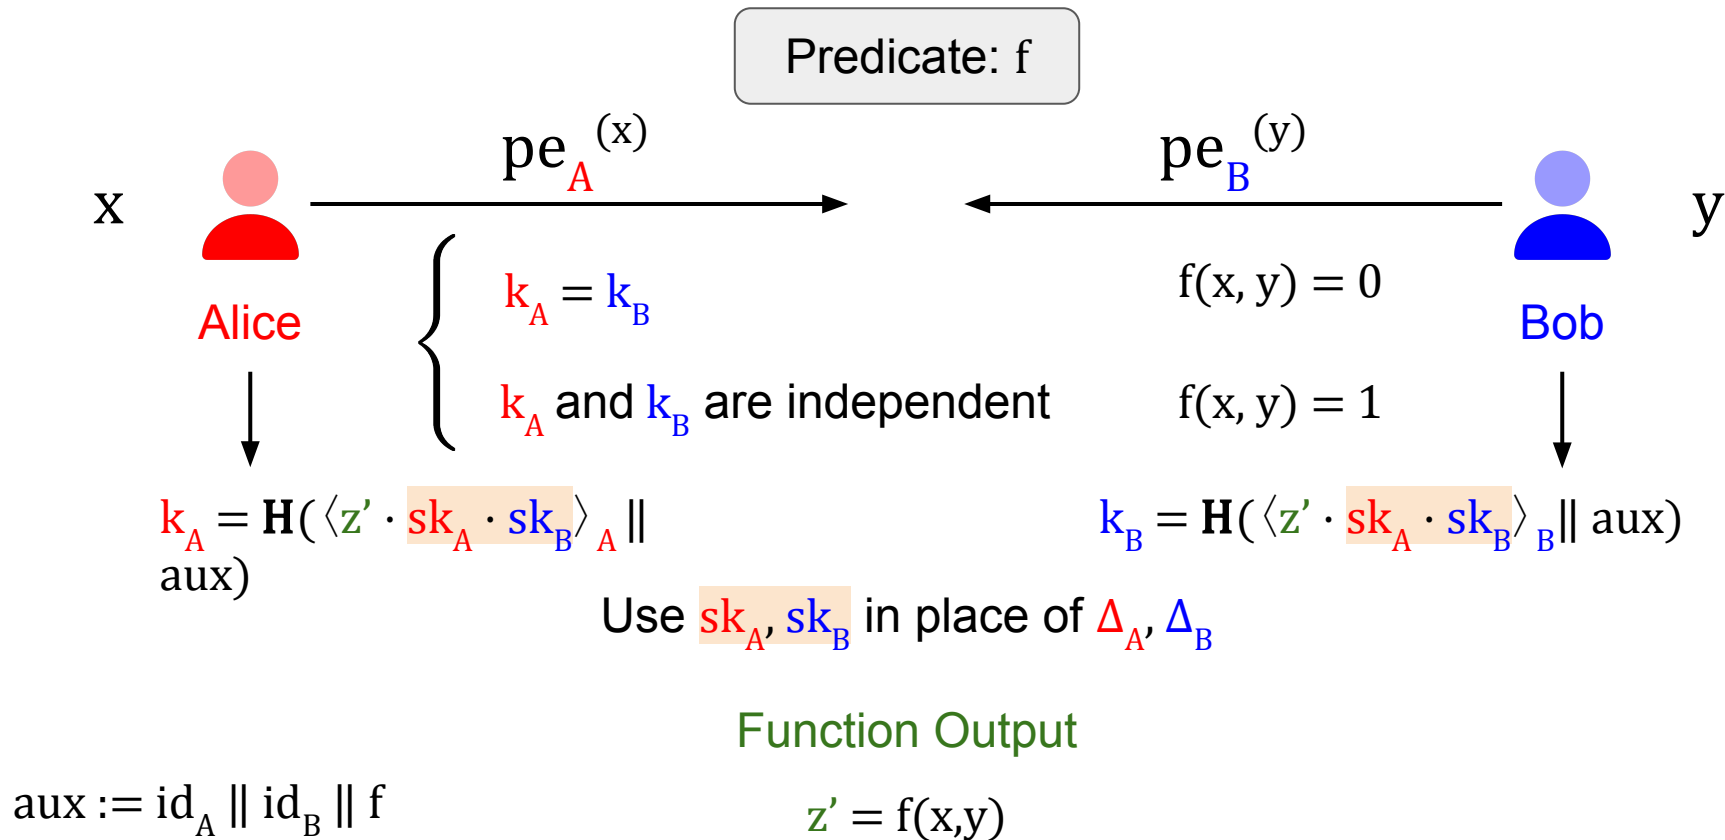 Predicate: f
pe_A^(x) pe_B^(y)
x y
k_A = k_B f(x, y) = 0
Alice Bob
k_A and k_B are independent f(x, y) = 1
k_A = H(⟨z’ · sk_A · sk_B⟩_A ‖
aux)
k_B = H(⟨z’ · sk_A · sk_B⟩_B ‖ aux)
Use sk_A, sk_B in place of Δ_A, Δ_B
Function Output
aux := id_A ‖ id_B ‖ f
z’ = f(x,y)